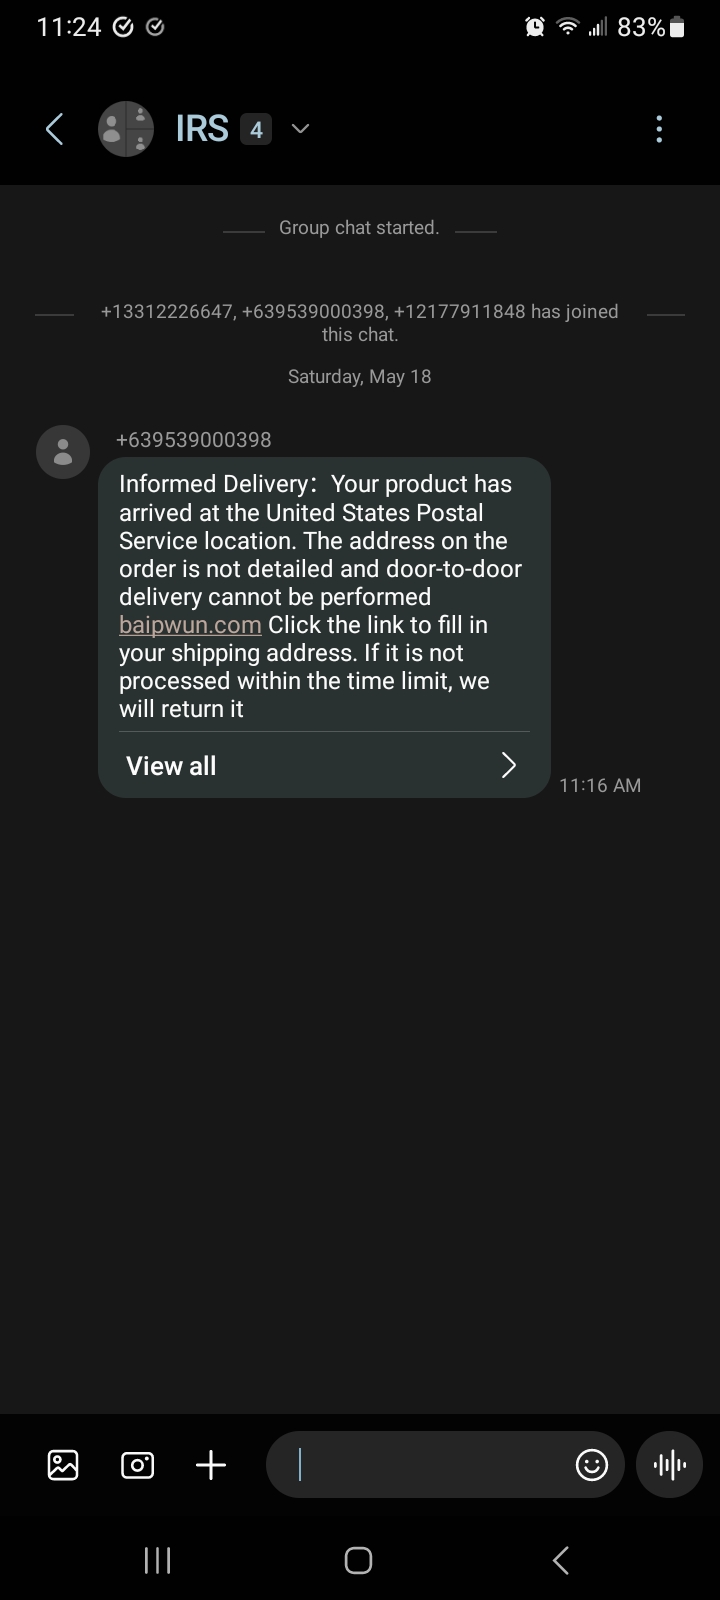 11:24
83%
IRS 4
Group chat started.
+13312226647, +639539000398, +12177911848 has joined
this chat.
Saturday, May 18
+639539000398
Informed Delivery： Your product has
arrived at the United States Postal
Service location. The address on the
order is not detailed and door-to-door
delivery cannot be performed
baipwun.com Click the link to fill in
your shipping address. If it is not
processed within the time limit, we
will return it
View all
11:16 AM